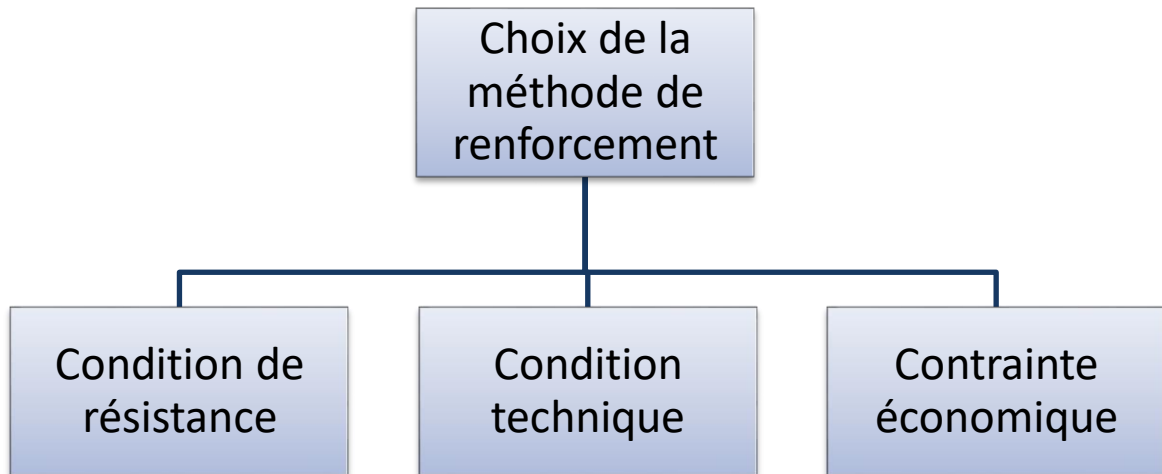 Choix de la
méthode de
renforcement
Condition de
résistance
Condition
technique
Contrainte
économique